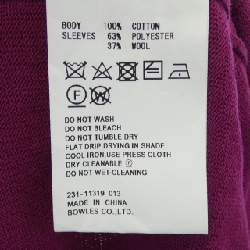 BODY 100% COTTON
SLEEVES 63% POLYESTER
37% WOOL
F W
DO NOT WASH
DO NOT BLEACH
DO NOT TUMBLE DRY
FLAT DRIP DRYING IN SHADE
COOL IRON, USE PRESS CLOTH
DRY CLEANABLE Ⓕ
DO NOT WET CLEANING
231-11319 013
MADE IN CHINA
BOWLES CO., LTD.